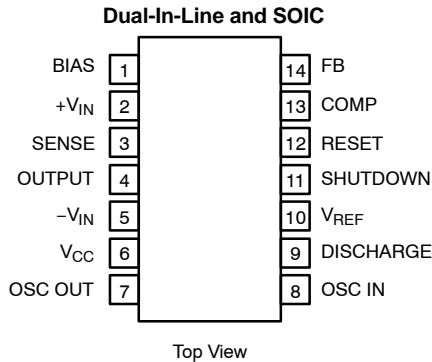 Dual-In-Line and SOIC
BIAS 1 14 FB
+VIN 2 13 COMP
SENSE 3 12 RESET
OUTPUT 4 11 SHUTDOWN
−VIN 5 10 VREF
VCC 6 9 DISCHARGE
OSC OUT 7 8 OSC IN
Top View